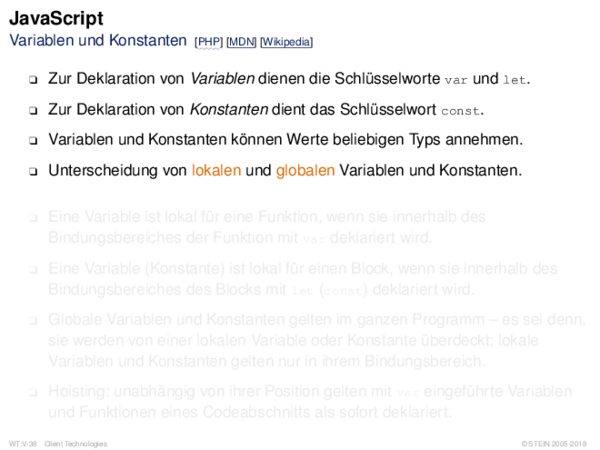 JavaScript
Variablen und Konstanten [PHP] [MDN] [Wikipedia]
❑ Zur Deklaration von Variablen dienen die Schlüsselworte var und let.
❑ Zur Deklaration von Konstanten dient das Schlüsselwort const.
❑ Variablen und Konstanten können Werte beliebigen Typs annehmen.
❑ Unterscheidung von lokalen und globalen Variablen und Konstanten.
❑ Eine Variable ist lokal für eine Funktion, wenn sie innerhalb des
Bindungsbereiches der Funktion mit var deklariert wird.
❑ Eine Variable (Konstante) ist lokal für einen Block, wenn sie innerhalb des
Bindungsbereiches des Blocks mit let (const) deklariert wird.
❑ Globale Variablen und Konstanten gelten im ganzen Programm – es sei denn,
sie werden von einer lokalen Variable oder Konstante überdeckt; lokale
Variablen und Konstanten gelten nur in ihrem Bindungsbereich.
❑ Hoisting: unabhängig von ihrer Position gelten mit var eingeführte Variablen
und Funktionen eines Codeabschnitts als sofort deklariert.
WT:V-38 Client Technologies © STEIN 2005-2018